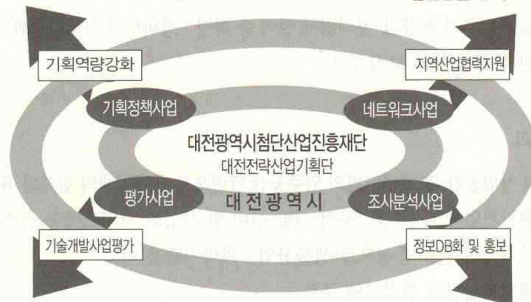 기획역량강화
지역산업협력지원
기획정책사업
네트워크사업
대전광역시첨단산업진흥재단
대전전략산업기획단
평가사업
대전광역시
조사분석사업
기술개발사업평가
정보DB화 및 홍보